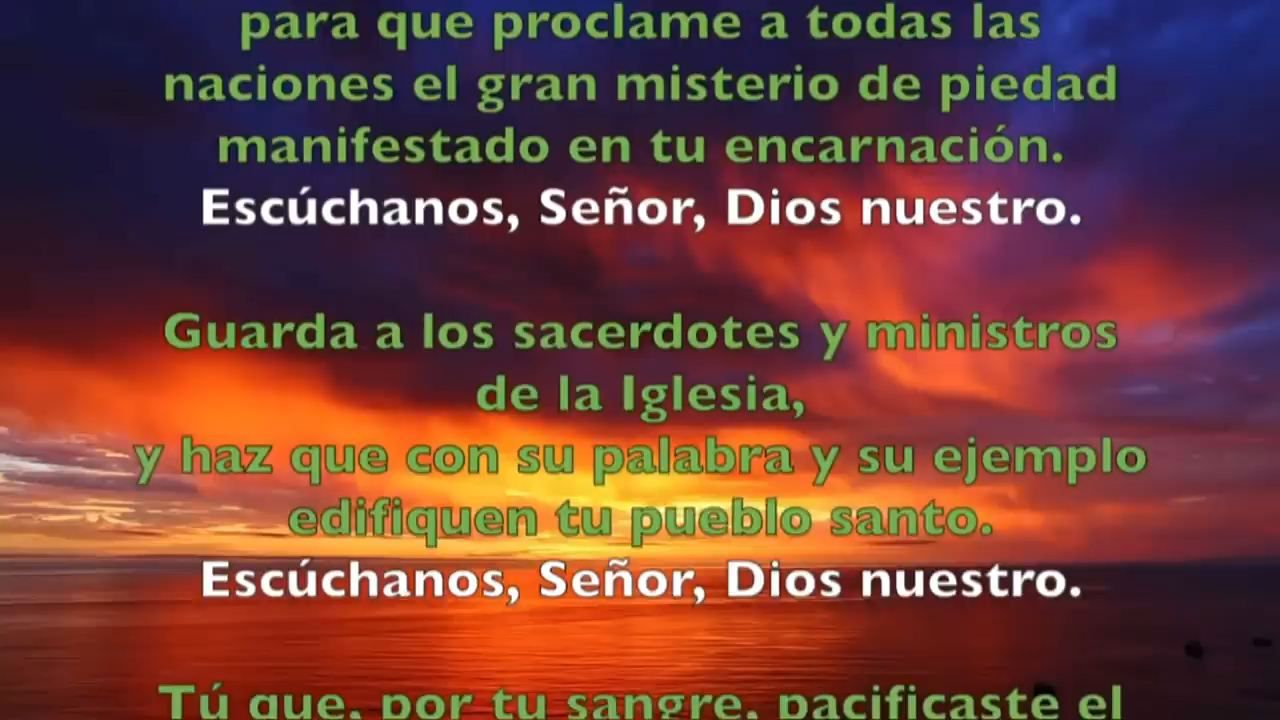 para que proclame a todas las
naciones el gran misterio de piedad
manifestado en tu encarnación.
Escúchanos, Señor, Dios nuestro.
Guarda a los sacerdotes y ministros
de la Iglesia,
y haz que con su palabra y su ejemplo
edifiquen tu pueblo santo.
Escúchanos, Señor, Dios nuestro.
Tú que, por tu sangre, pacificaste el